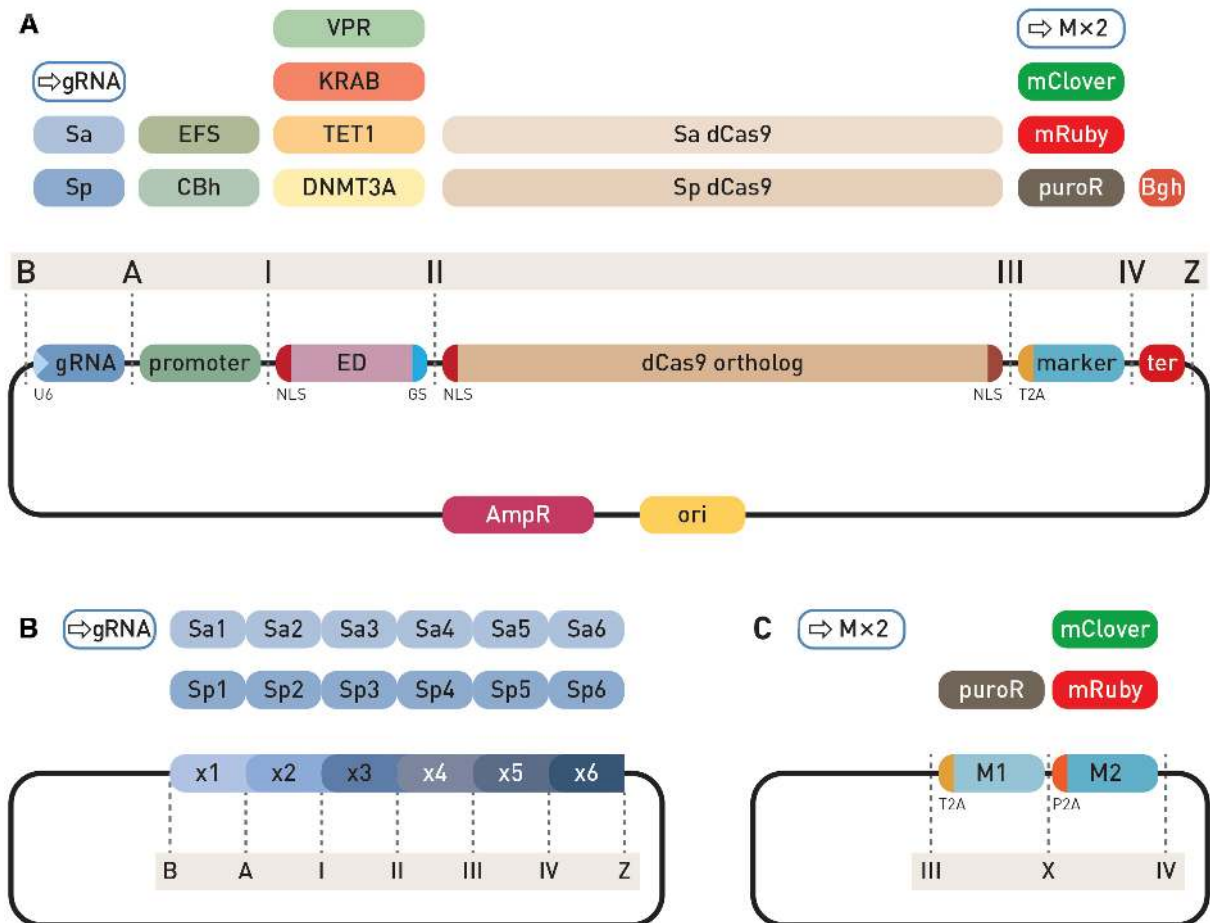 A
VPR
⇨ M×2
⇨gRNA
KRAB
mClover
Sa
EFS
TET1
Sa dCas9
mRuby
Sp
CBh
DNMT3A
Sp dCas9
puroR
Bgh
B
A
I
II
III
IV
Z
gRNA
promoter
ED
dCas9 ortholog
marker
ter
U6
NLS
GS
NLS
NLS
T2A
AmpR
ori
B
⇨gRNA
Sa1
Sa2
Sa3
Sa4
Sa5
Sa6
Sp1
Sp2
Sp3
Sp4
Sp5
Sp6
x1
x2
x3
x4
x5
x6
B
A
I
II
III
IV
Z
C
⇨ M×2
mClover
puroR
mRuby
M1
M2
T2A
P2A
III
X
IV